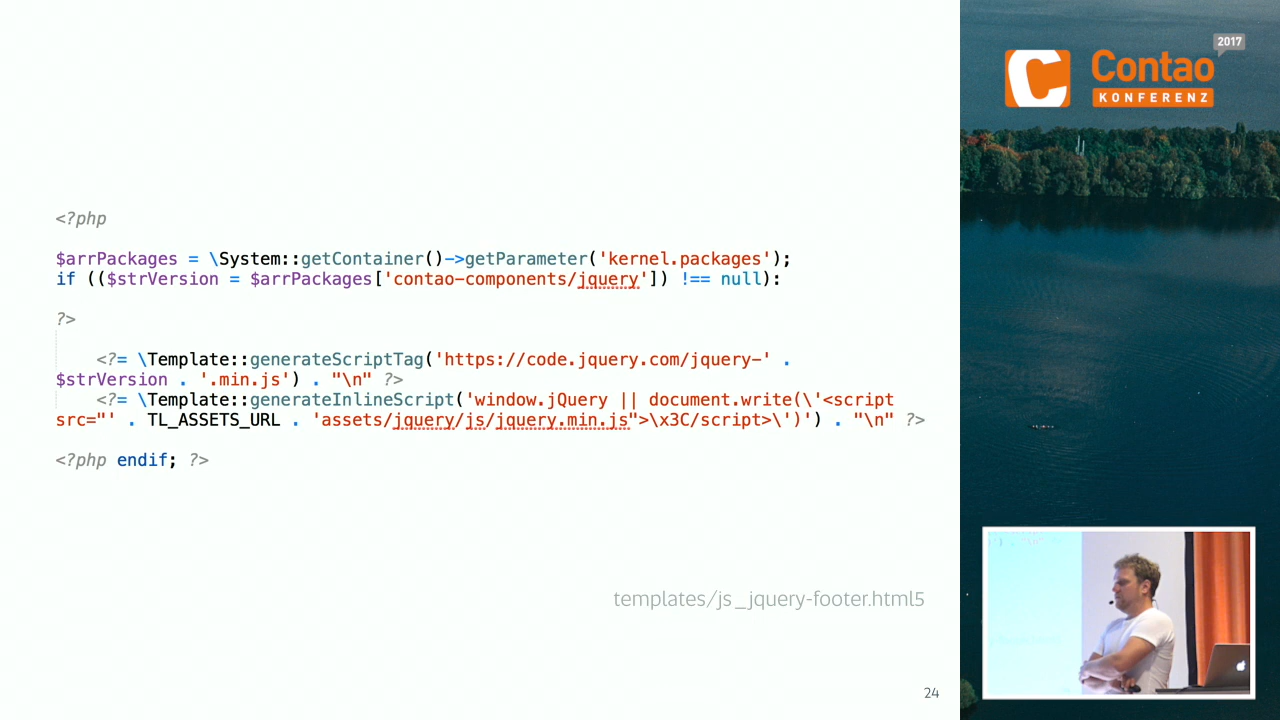 <?php
$arrPackages = \System::getContainer()->getParameter('kernel.packages');
if (($strVersion = $arrPackages['contao-components/jquery']) !== null):
?>
<?= \Template::generateScriptTag('https://code.jquery.com/jquery-' .
$strVersion . '.min.js') . "\n" ?>
<?= \Template::generateInlineScript('window.jQuery || document.write(\'<script
src="' . TL_ASSETS_URL . 'assets/jquery/js/jquery.min.js">\x3C/script>\')') . "\n" ?>
<?php endif; ?>
templates/js_jquery-footer.html5
24
2017
Contao
KONFERENZ